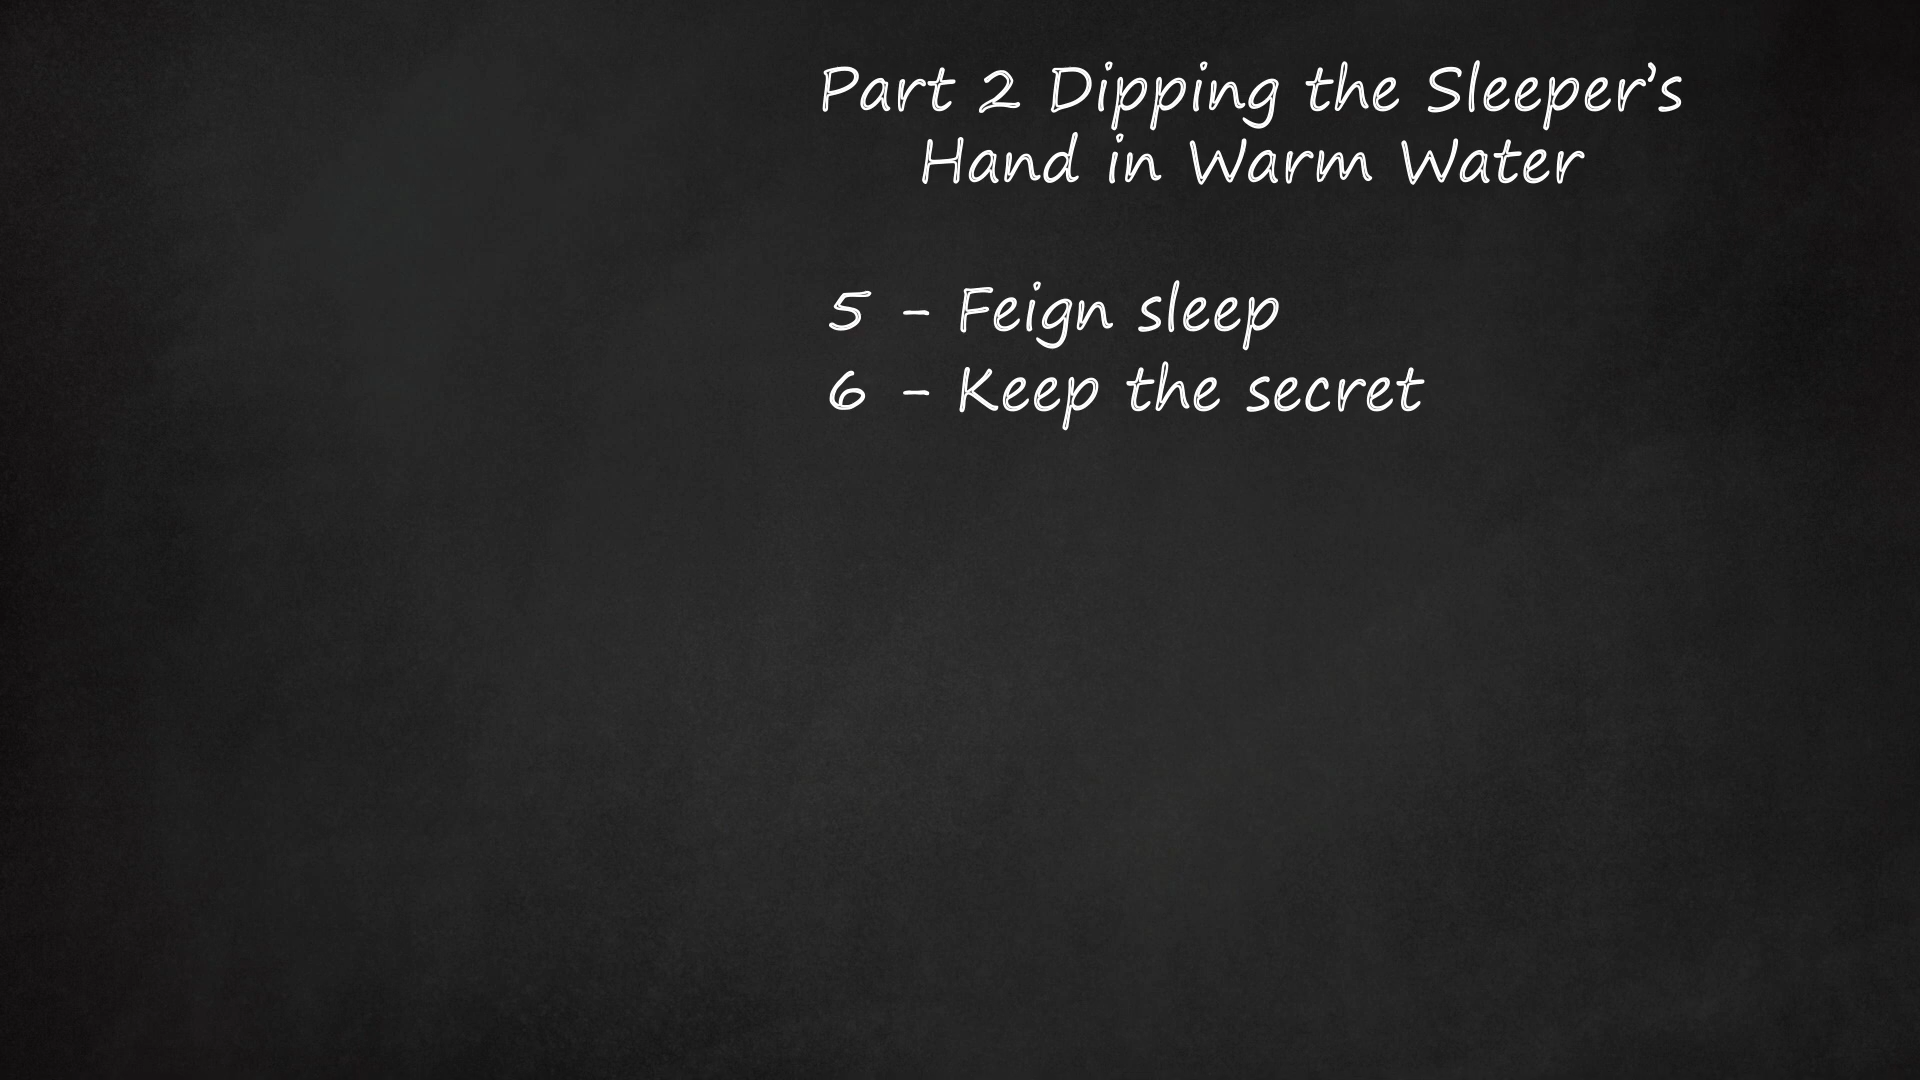 Part 2 Dipping the Sleeper’s
Hand in Warm Water
5 - Feign sleep
6 - Keep the secret